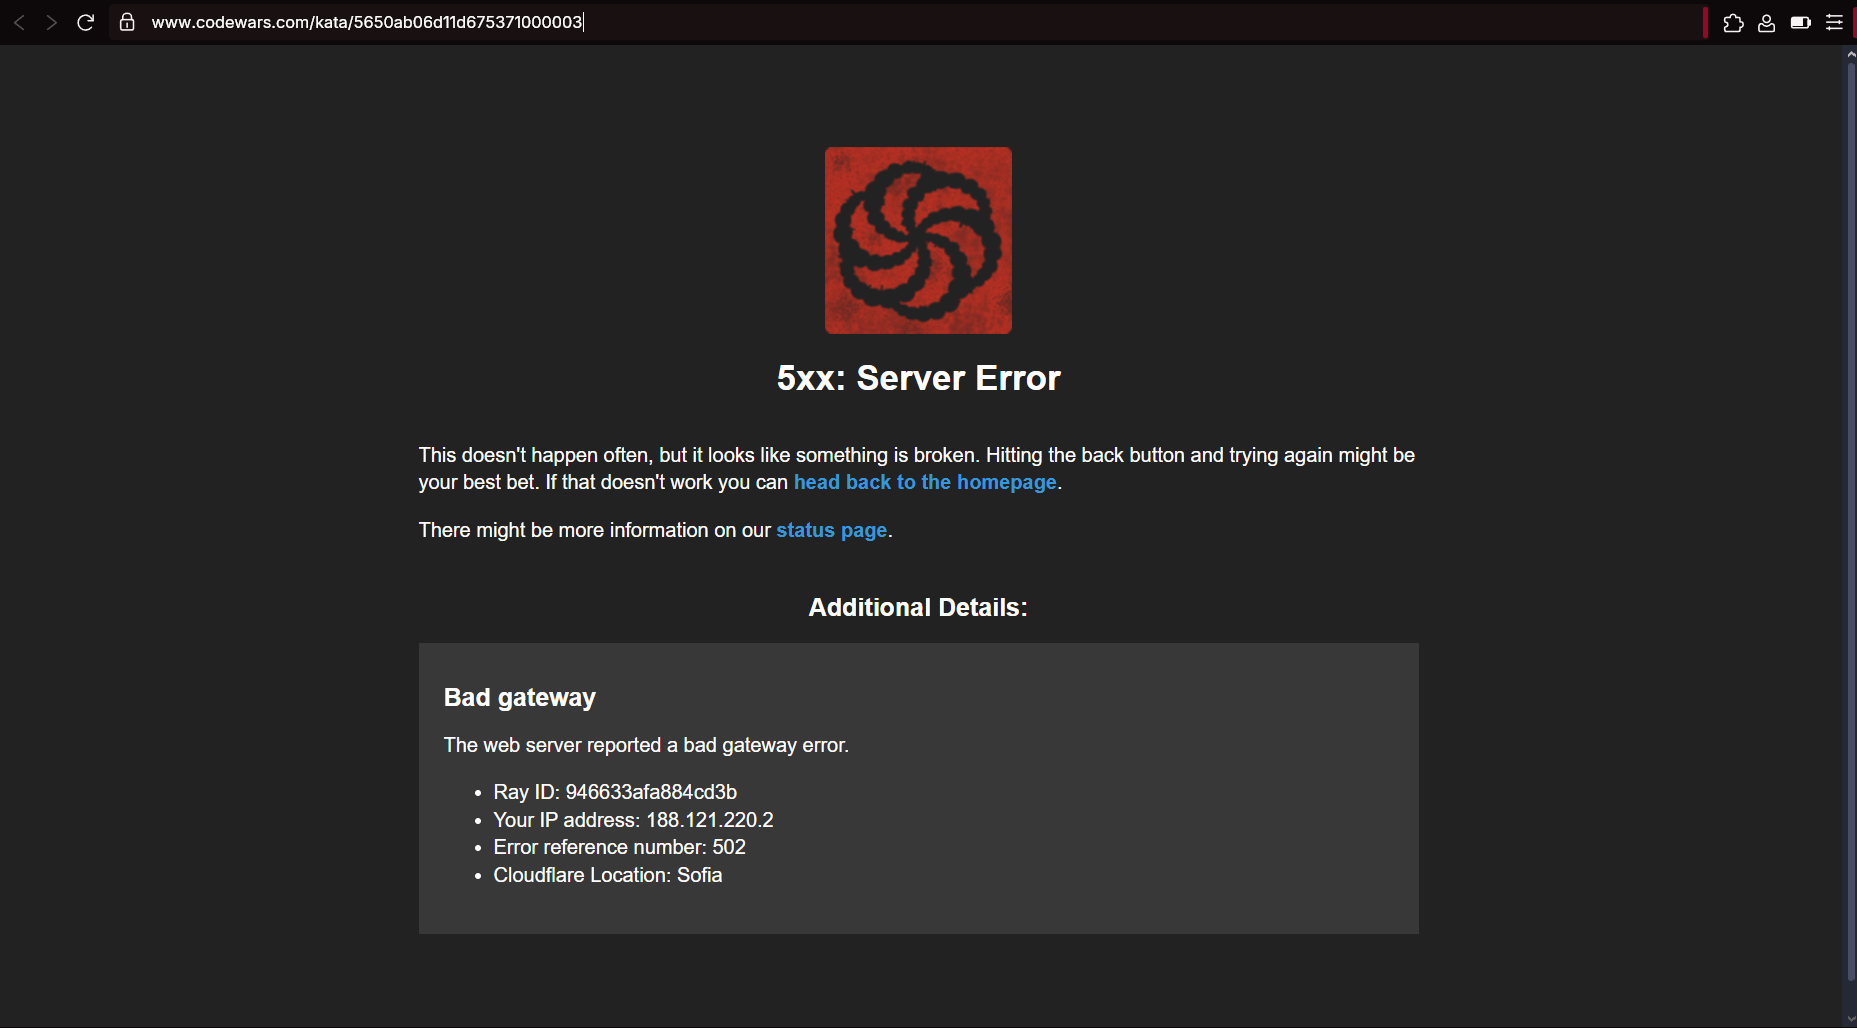 www.codewars.com/kata/5650ab06d11d675371000003
5xx: Server Error
This doesn't happen often, but it looks like something is broken. Hitting the back button and trying again might be
your best bet. If that doesn't work you can head back to the homepage.
There might be more information on our status page.
Additional Details:
Bad gateway
The web server reported a bad gateway error.
• Ray ID: 946633afa884cd3b
• Your IP address: 188.121.220.2
• Error reference number: 502
• Cloudflare Location: Sofia